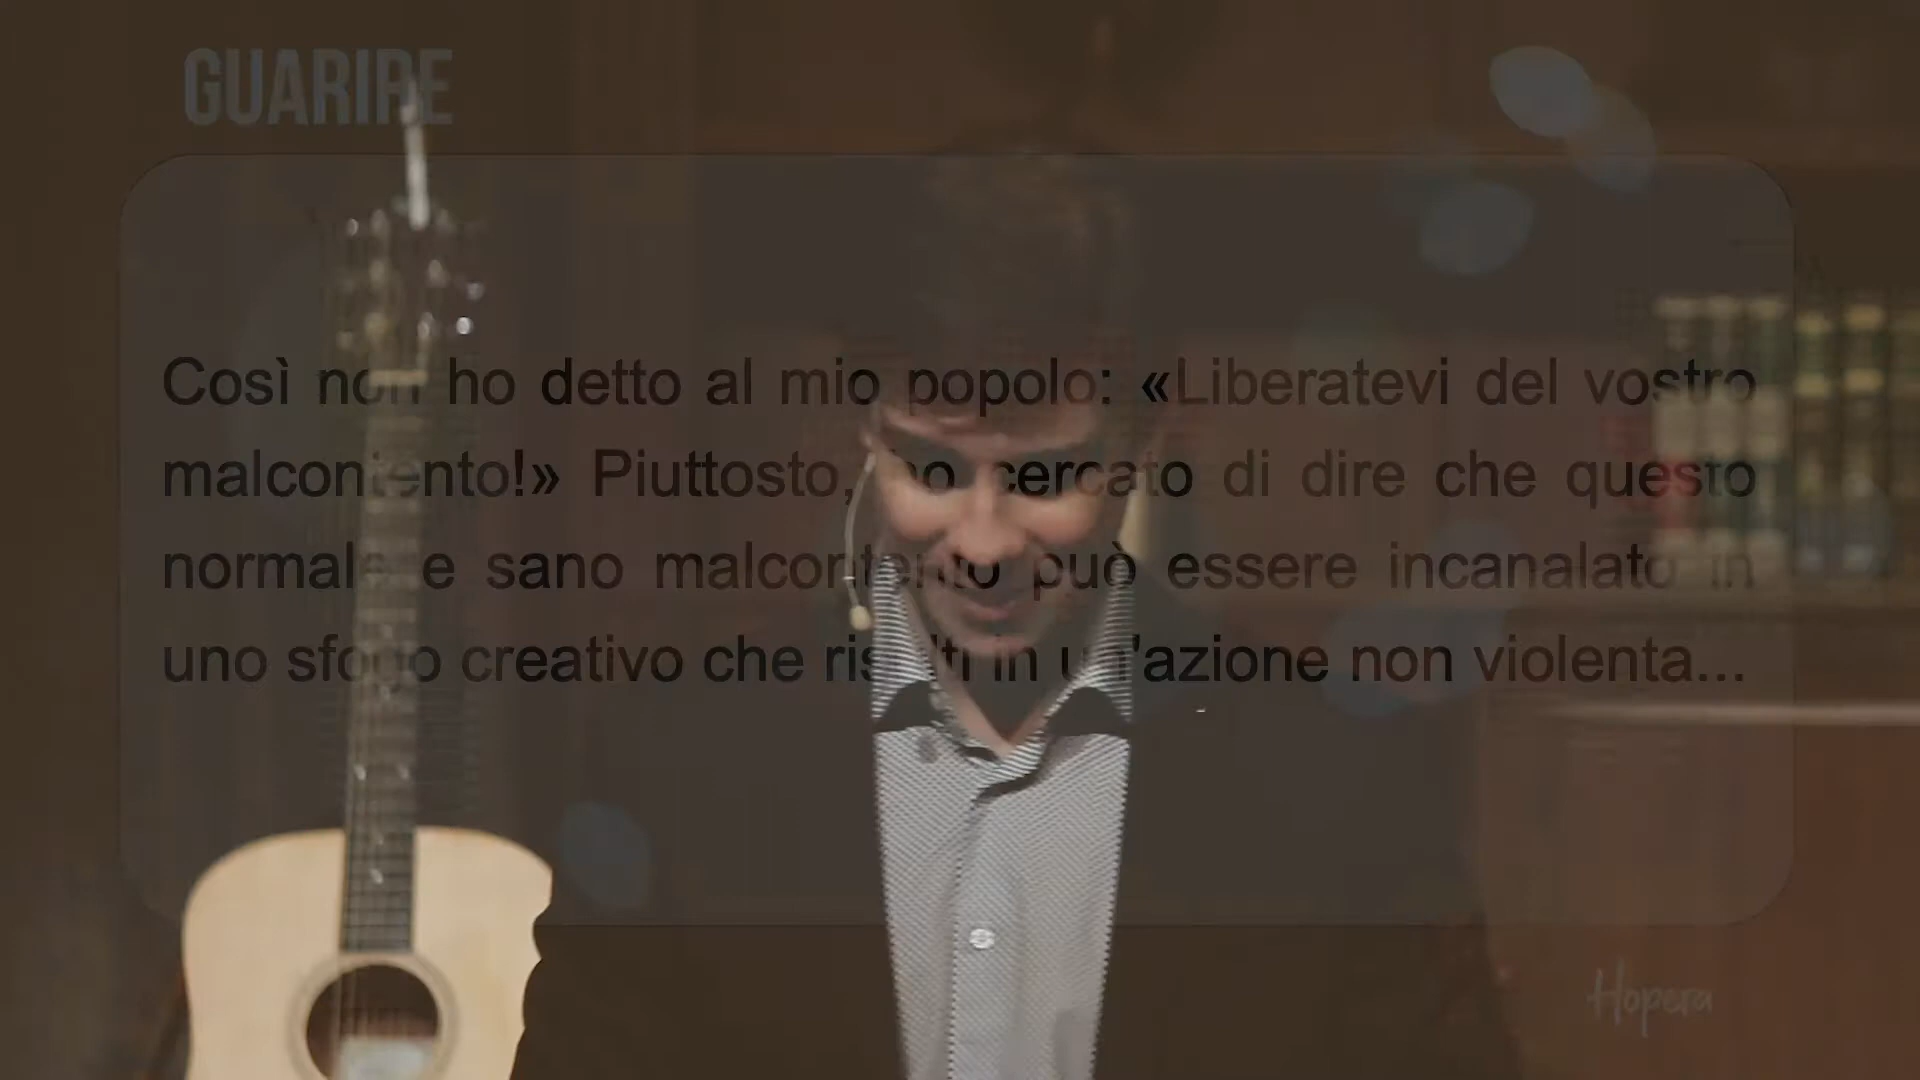 GUARIRE
Così non ho detto al mio popolo: «Liberatevi del vostro
malcontento!» Piuttosto, ho cercato di dire che questo
normale e sano malcontento può essere incanalato in
uno sfogo creativo che risulti in un'azione non violenta...
Hopera